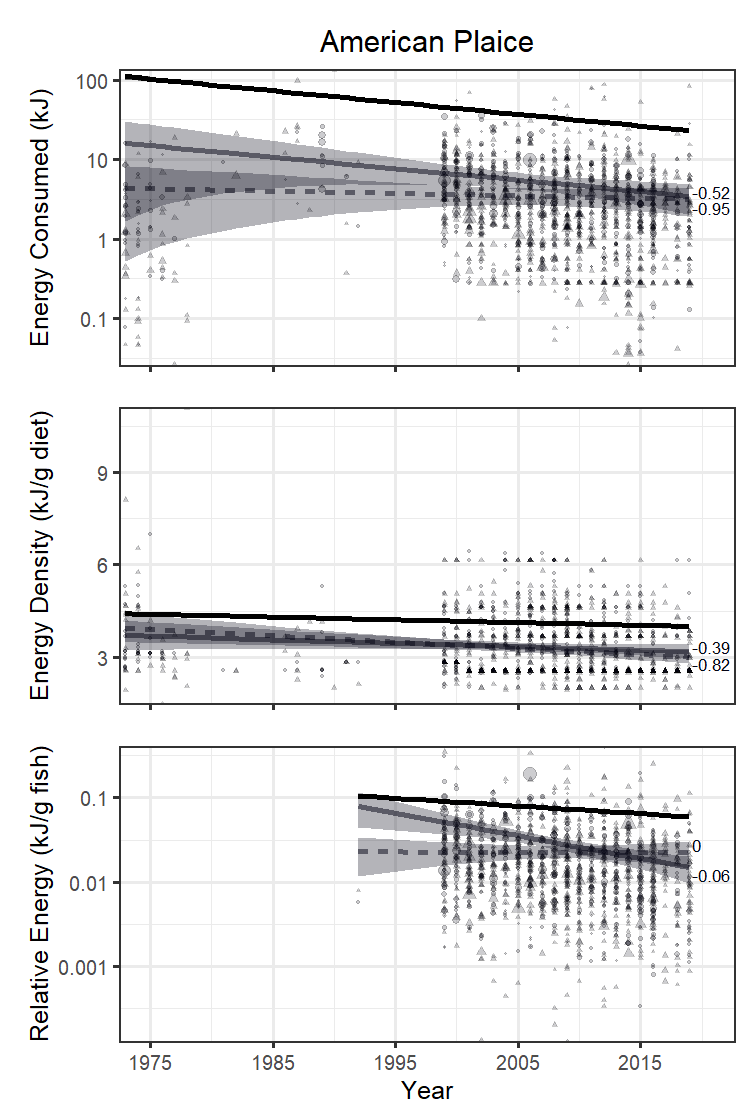 American Plaice
Energy Consumed (kJ)
100
10
1
0.1
-0.52
-0.95
Energy Density (kJ/g diet)
9
6
3
-0.39
-0.82
Relative Energy (kJ/g fish)
0.1
0.01
0.001
0
-0.06
1975 1985 1995 2005 2015
Year